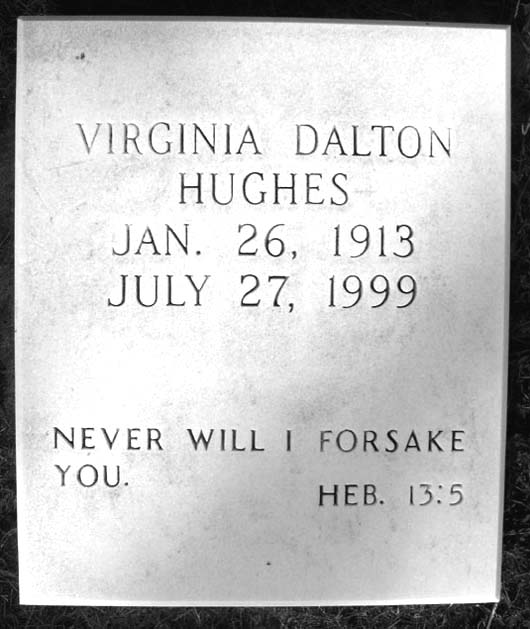 VIRGINIA DALTON
HUGHES
JAN. 26, 1913
JULY 27, 1999
NEVER WILL I FORSAKE
YOU.
HEB. 13:5